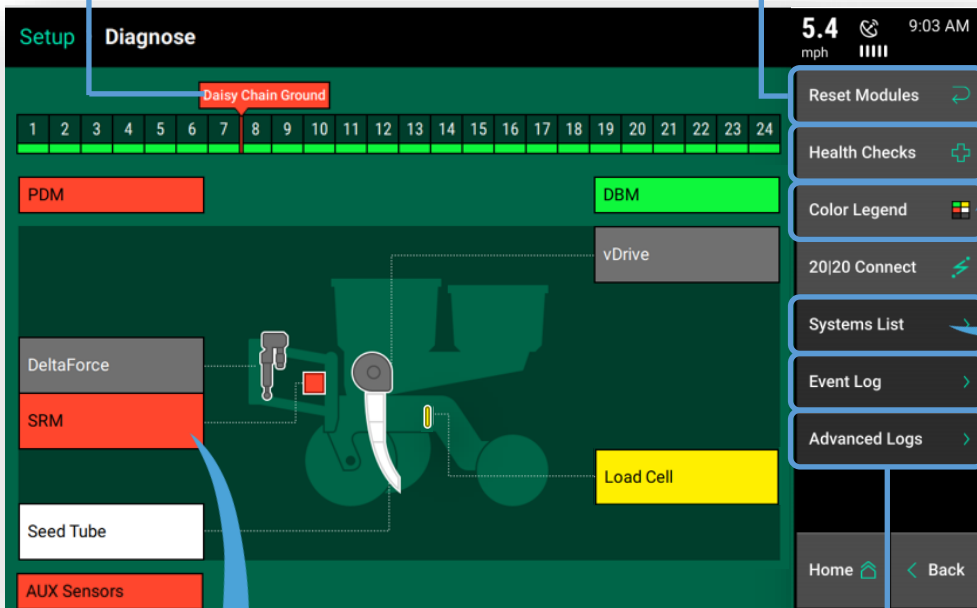 Setup Diagnose
5.4 9:03 AM
mph
Daisy Chain Ground
1 2 3 4 5 6 7 8 9 10 11 12 13 14 15 16 17 18 19 20 21 22 23 24
PDM
DBM
vDrive
DeltaForce
SRM
Load Cell
Seed Tube
AUX Sensors
Reset Modules
Health Checks
Color Legend
20|20 Connect
Systems List
Event Log
Advanced Logs
Home Back